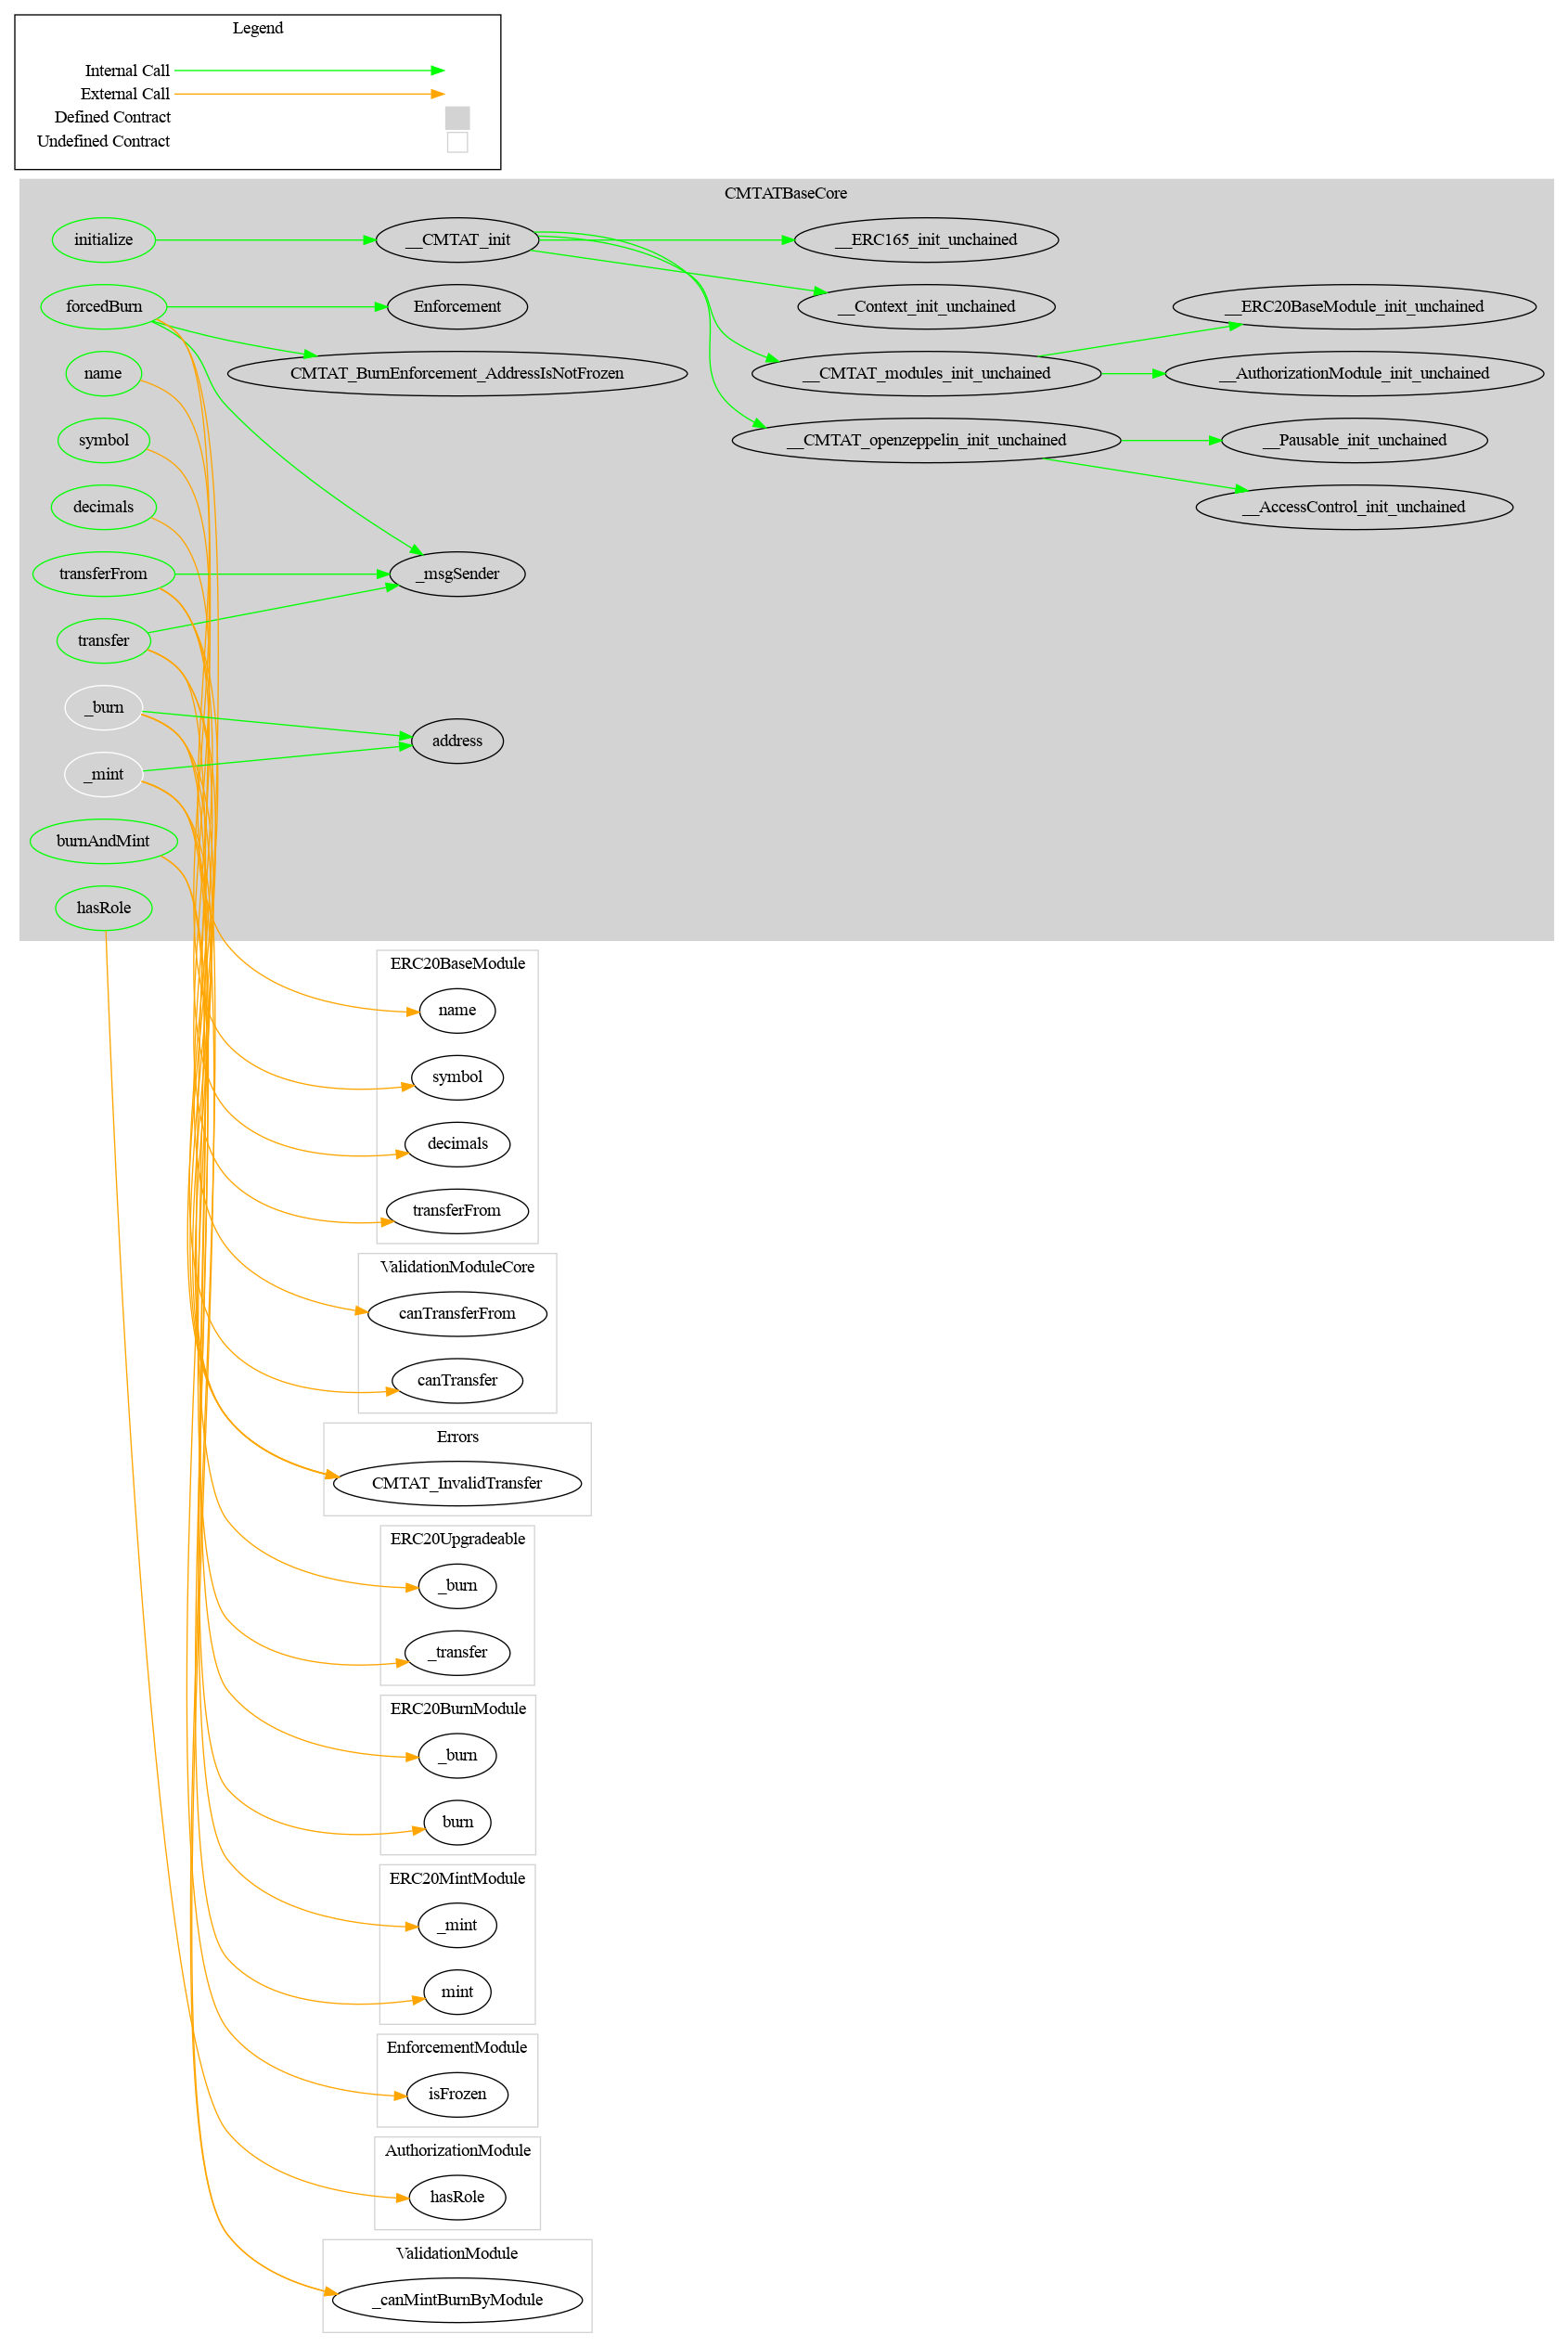 Legend
Internal Call
External Call
Defined Contract
Undefined Contract
CMTATBaseCore
initialize
__CMTAT_init
__ERC165_init_unchained
forcedBurn
Enforcement
__Context_init_unchained
__ERC20BaseModule_init_unchained
name
CMTAT_BurnEnforcement_AddressIsNotFrozen
__CMTAT_modules_init_unchained
__AuthorizationModule_init_unchained
symbol
__CMTAT_openzeppelin_init_unchained
__Pausable_init_unchained
decimals
__AccessControl_init_unchained
transferFrom
_msgSender
transfer
_burn
address
_mint
burnAndMint
hasRole
ERC20BaseModule
name
symbol
decimals
transferFrom
ValidationModuleCore
canTransferFrom
canTransfer
Errors
CMTAT_InvalidTransfer
ERC20Upgradeable
_burn
_transfer
ERC20BurnModule
_burn
burn
ERC20MintModule
_mint
mint
EnforcementModule
isFrozen
AuthorizationModule
hasRole
ValidationModule
_canMintBurnByModule